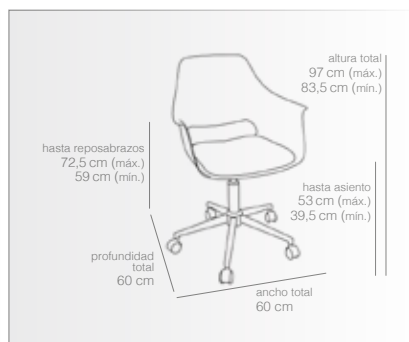 altura total
97 cm (máx.)
83,5 cm (mín.)
hasta reposabrazos
72,5 cm (máx.)
59 cm (mín.)
hasta asiento
53 cm (máx.)
39,5 cm (mín.)
profundidad
total
60 cm
ancho total
60 cm